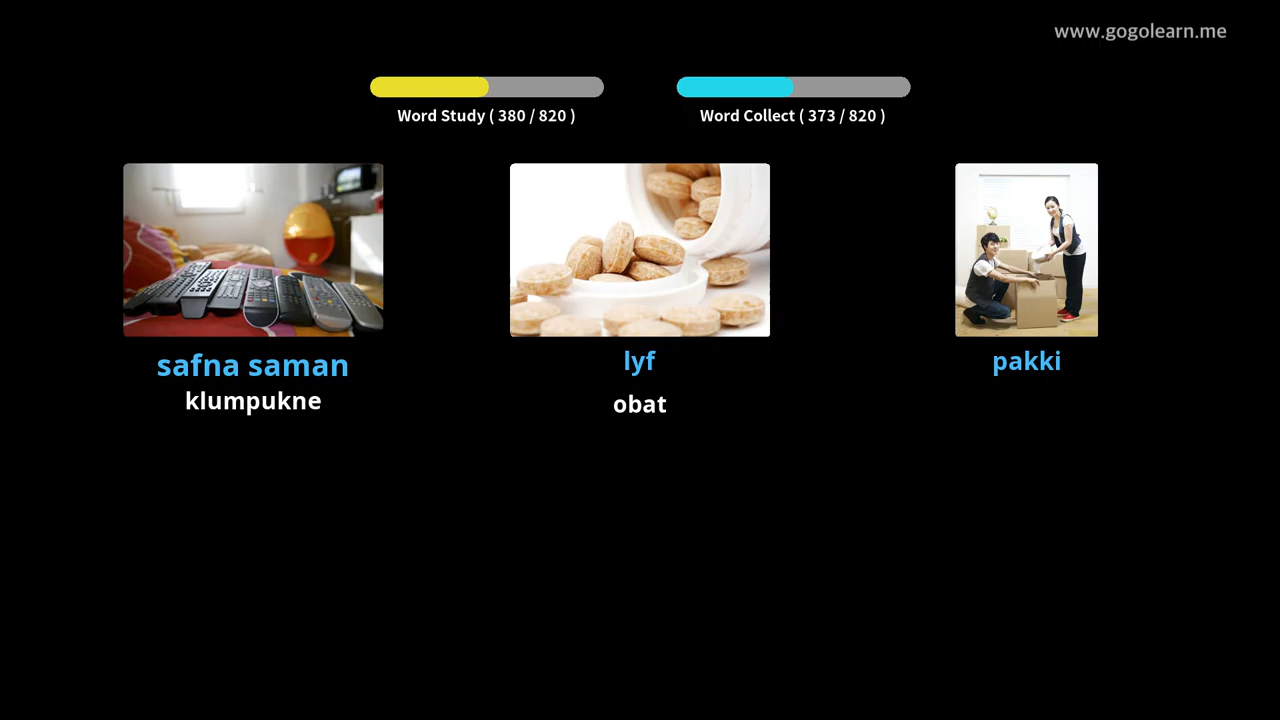 www.gogolearn.me
Word Study ( 380 / 820 )
Word Collect ( 373 / 820 )
safna saman
klumpukne
lyf
obat
pakki